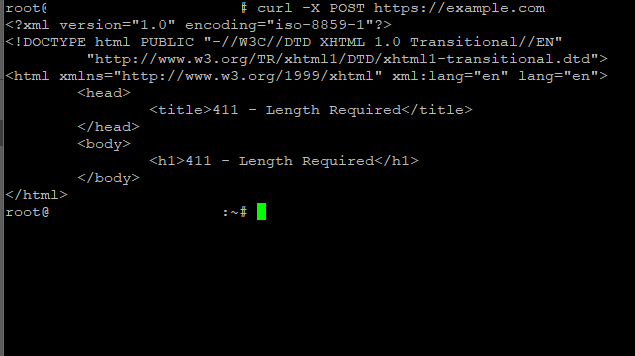 root@ # curl -X POST https://example.com
<?xml version="1.0" encoding="iso-8859-1"?>
<!DOCTYPE html PUBLIC "-//W3C//DTD XHTML 1.0 Transitional//EN"
         "http://www.w3.org/TR/xhtml1/DTD/xhtml1-transitional.dtd">
<html xmlns="http://www.w3.org/1999/xhtml" xml:lang="en" lang="en">
        <head>
                <title>411 - Length Required</title>
        </head>
        <body>
                <h1>411 - Length Required</h1>
        </body>
</html>
root@ :~#